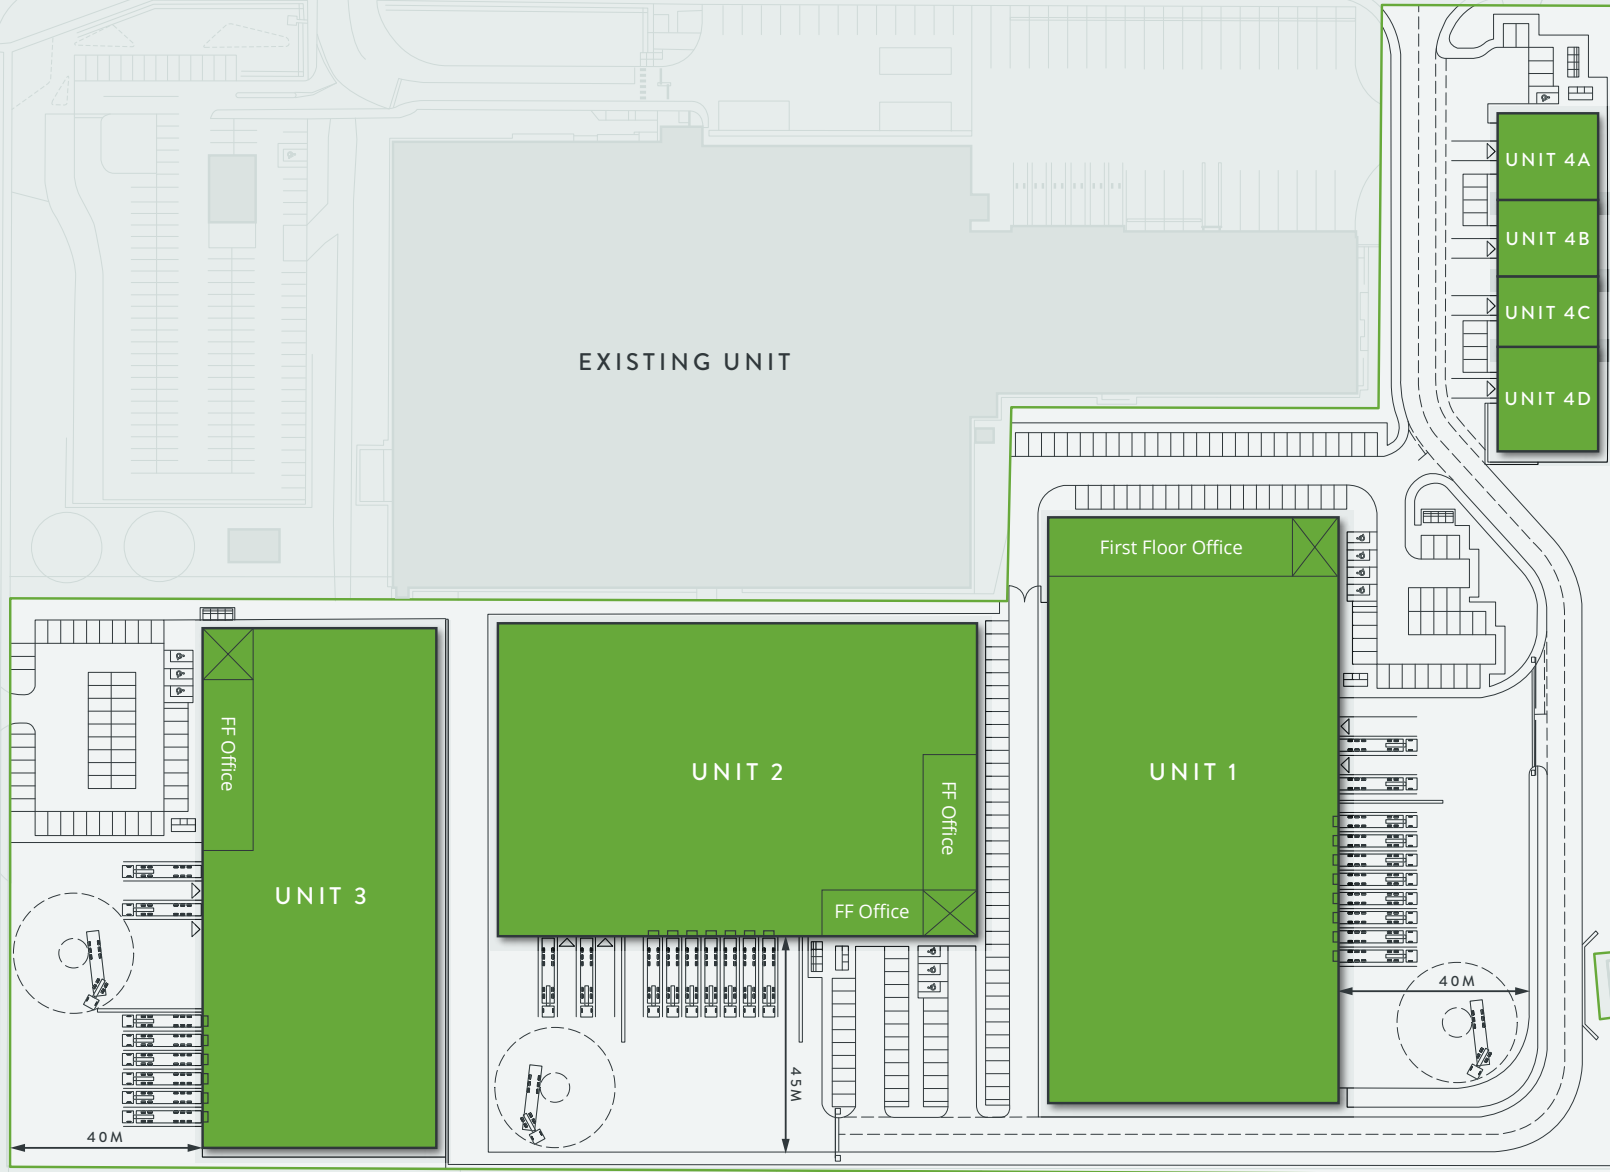 UNIT 4A
UNIT 4B
UNIT 4C
UNIT 4D
EXISTING UNIT
First Floor Office
UNIT 1
40M
UNIT 2
FF Office
FF Office
45M
FF Office
UNIT 3
40M